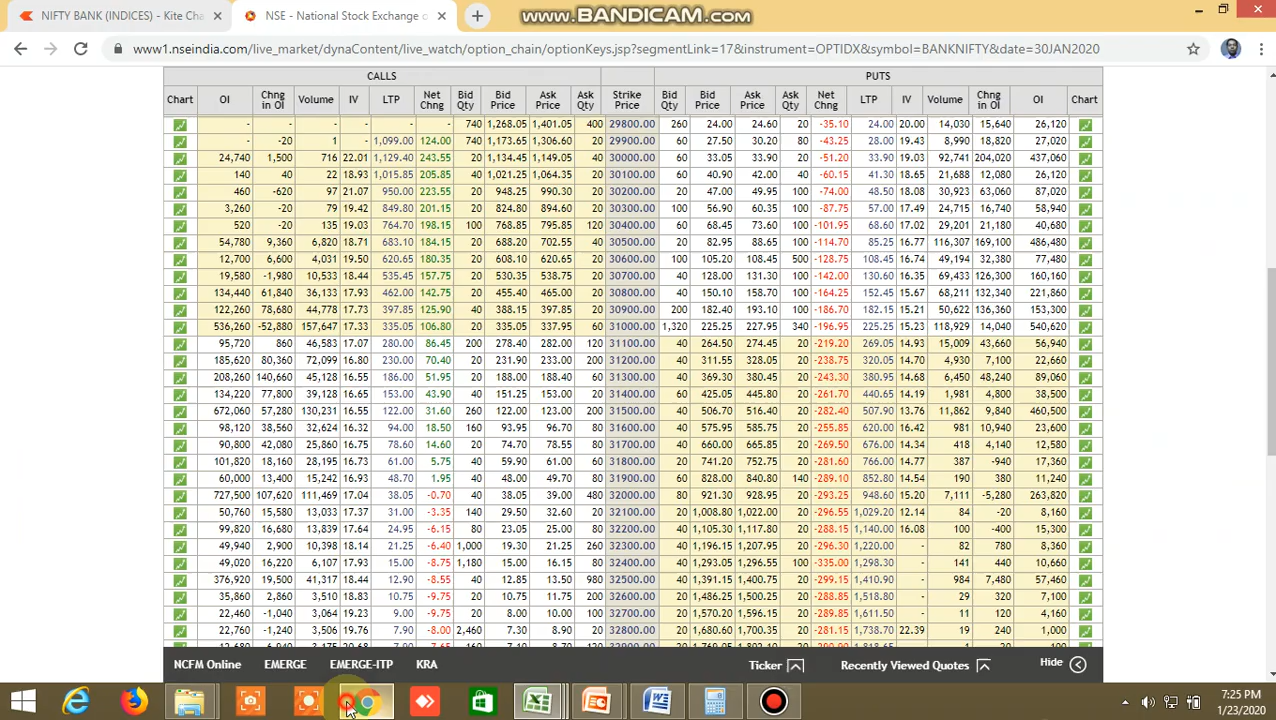 NIFTY BANK (INDICES) - Kite Cha
NSE - National Stock Exchange o
www.BANDICAM.com
www1.nseindia.com/live_market/dynaContent/live_watch/option_chain/optionKeys.jsp?segmentLink=17&instrument=OPTIDX&symbol=BANKNIFTY&date=30JAN2020
CALLS PUTS
Chart OI Chng in OI Volume IV LTP Net Chng Bid Qty Bid Price Ask Price Ask Qty Strike Price Bid Qty Bid Price Ask Price Ask Qty Net Chng LTP IV Volume Chng in OI OI Chart
- - - - - - 740 1,268.05 1,401.05 400 29800.00 260 24.00 24.60 20 -35.10 24.00 20.00 14,030 15,640 26,120
- -20 1 - 1,099.00 124.00 740 1,173.65 1,306.60 20 29900.00 60 27.50 30.20 80 -43.25 28.00 19.43 8,990 18,820 27,020
24,740 1,500 716 22.01 1,129.40 243.55 20 1,134.45 1,149.05 40 30000.00 60 33.05 33.90 20 -51.20 33.90 19.03 92,741 204,020 437,060
140 40 22 18.93 1,015.85 205.85 40 1,021.25 1,064.35 20 30100.00 60 40.90 42.00 40 -60.15 41.30 18.65 21,688 12,080 26,120
460 -620 97 21.07 950.00 223.55 20 948.25 990.30 20 30200.00 20 47.00 49.95 100 -74.00 48.50 18.08 30,923 63,060 87,020
3,260 -20 79 19.42 849.80 201.15 20 824.80 894.60 20 30300.00 100 56.90 60.35 100 -87.75 57.00 17.49 24,715 16,740 58,940
520 -20 135 19.03 764.70 198.15 100 768.85 795.85 120 30400.00 60 68.45 73.60 100 -101.95 68.60 17.02 29,201 21,180 40,680
54,780 9,360 6,820 18.71 683.10 184.15 20 688.20 702.55 40 30500.00 20 82.95 88.65 100 -114.70 85.25 16.77 116,307 169,100 486,480
12,700 6,600 4,031 19.50 620.65 180.35 20 608.10 620.65 20 30600.00 100 105.20 108.45 500 -128.75 108.45 16.74 49,194 32,380 77,480
19,580 -1,980 10,533 18.44 535.45 157.75 20 530.35 538.75 20 30700.00 40 128.00 131.30 100 -142.00 130.60 16.35 69,433 126,300 160,160
134,440 61,840 36,133 17.93 462.00 142.75 20 455.40 465.00 20 30800.00 40 150.10 158.70 100 -164.25 152.45 15.67 68,211 132,340 221,860
122,260 78,680 44,778 17.73 397.85 125.90 40 388.15 397.85 20 30900.00 200 182.40 193.10 100 -186.70 182.15 15.21 50,622 136,360 153,300
536,260 -52,880 157,647 17.33 335.05 106.80 20 335.05 337.95 60 31000.00 1,320 225.25 227.95 340 -196.95 225.25 15.23 118,929 14,040 540,620
95,720 860 46,583 17.07 280.00 86.45 200 278.40 282.00 120 31100.00 40 264.50 274.45 20 -219.20 269.05 14.93 15,009 43,660 56,940
185,620 80,360 72,099 16.80 230.00 70.40 20 231.90 233.00 200 31200.00 40 311.55 328.05 20 -238.75 320.05 14.70 4,930 7,100 22,660
208,260 140,660 45,128 16.55 186.00 51.95 20 188.00 188.40 60 31300.00 40 369.30 380.45 20 -243.30 380.95 14.68 6,450 48,240 89,060
134,220 77,800 39,128 16.65 153.00 43.90 40 151.25 153.00 20 31400.00 60 425.05 445.80 20 -261.70 440.65 14.19 1,981 4,800 38,500
672,060 57,280 130,231 16.55 122.00 31.60 260 122.00 123.00 200 31500.00 40 506.70 516.40 20 -282.40 507.90 13.76 11,862 9,840 460,500
98,120 38,560 32,624 16.32 94.00 18.50 160 93.95 96.70 80 31600.00 40 575.95 585.75 20 -255.85 620.00 16.42 981 10,940 23,600
90,800 42,080 25,860 16.75 78.60 14.60 20 74.70 78.55 80 31700.00 40 660.00 665.85 20 -269.50 676.00 14.34 418 4,140 12,580
101,820 18,160 28,195 16.75 61.00 5.75 40 59.90 61.00 60 31800.00 20 741.20 752.75 20 -281.60 766.00 14.77 387 -940 17,360
60,000 13,400 15,242 16.93 48.70 1.95 40 48.00 49.70 80 31900.00 60 828.00 840.80 140 -289.10 852.80 14.54 190 380 11,240
727,500 107,620 111,469 17.04 38.05 -0.70 40 38.05 39.00 480 32000.00 80 921.30 928.95 20 -293.25 948.60 15.20 7,111 -5,280 263,820
50,760 15,580 13,033 17.37 31.00 -3.35 140 29.50 32.60 20 32100.00 20 1,008.80 1,022.00 20 -296.55 1,029.20 12.14 84 -20 8,160
99,820 16,680 13,839 17.64 24.95 -6.15 80 23.05 25.00 80 32200.00 40 1,105.30 1,117.80 20 -288.15 1,140.00 16.08 100 -400 15,300
49,940 2,900 10,398 18.14 21.25 -6.40 1,000 19.30 21.25 260 32300.00 40 1,196.15 1,207.95 20 -296.30 1,220.00 - 82 780 8,360
49,020 16,220 6,107 17.93 15.00 -8.75 1,180 15.00 16.15 80 32400.00 40 1,293.05 1,296.55 100 -335.00 1,298.30 - 141 440 10,660
376,920 19,500 41,317 18.44 12.90 -8.55 40 12.85 13.50 980 32500.00 40 1,391.15 1,400.75 20 -299.15 1,410.90 - 984 7,480 57,460
35,860 2,860 3,510 18.83 10.75 -9.75 20 10.75 11.75 200 32600.00 20 1,486.25 1,500.25 20 -288.85 1,518.80 - 29 320 7,100
22,460 -1,040 3,064 19.23 9.00 -9.75 20 8.00 10.00 100 32700.00 20 1,570.20 1,596.15 20 -289.85 1,611.50 - 11 120 4,160
22,760 -1,240 3,506 19.76 7.90 -8.00 2,460 7.30 8.90 20 32800.00 20 1,680.60 1,700.35 20 -281.15 1,738.70 22.39 19 240 1,000
NCFM Online EMERGE EMERGE-ITP KRA Ticker Recently Viewed Quotes Hide
7:25 PM
1/23/2020